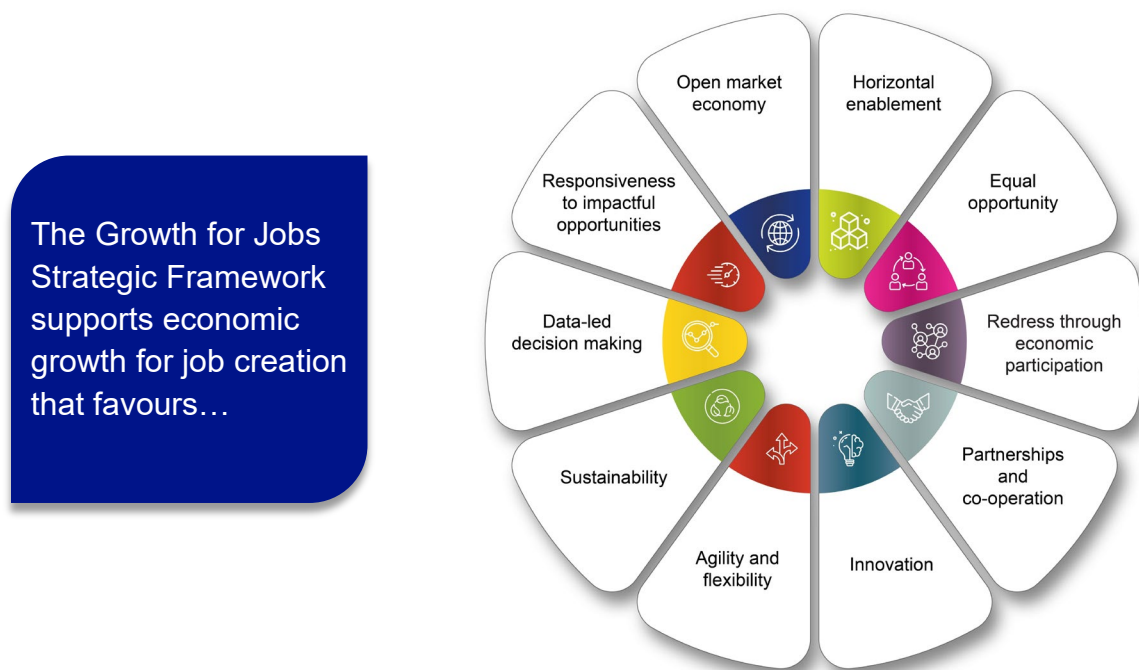 The Growth for Jobs
Strategic Framework
supports economic
growth for job creation
that favours…
Open market
economy
Horizontal
enablement
Equal
opportunity
Redress through
economic
participation
Partnerships
and
co-operation
Innovation
Agility and
flexibility
Sustainability
Data-led
decision making
Responsiveness
to impactful
opportunities